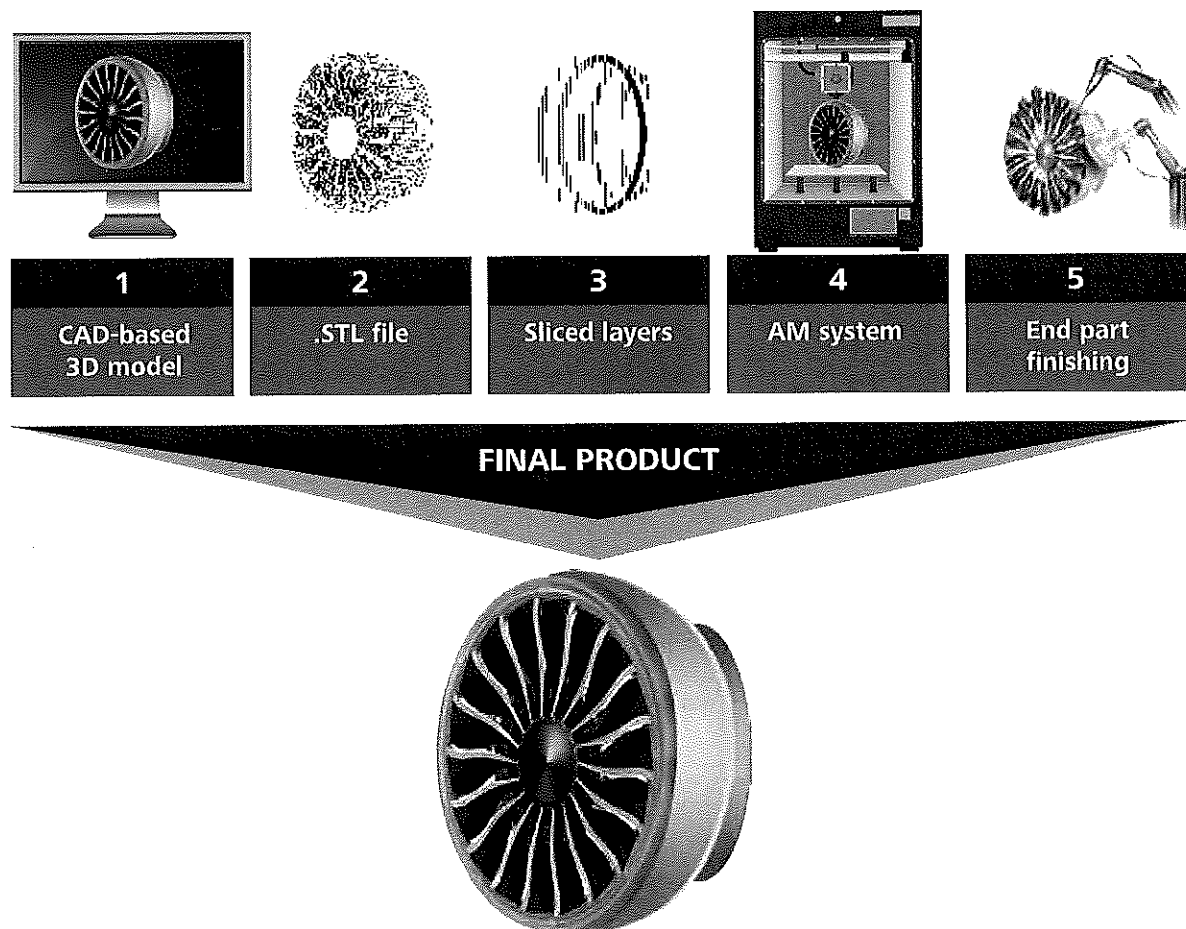 1
CAD-based
3D model
2
.STL file
3
Sliced layers
4
AM system
5
End part
finishing
FINAL PRODUCT